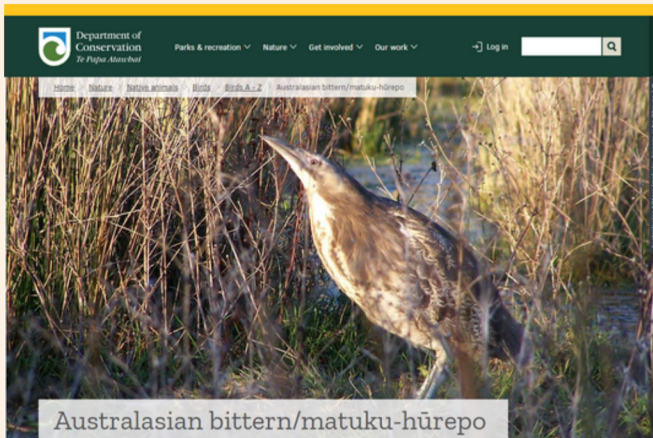 Department of
Conservation
Te Papa Atawhai
Parks & recreation Nature Get involved Our work Log in
Home Nature Native animals Birds Birds A - Z Australasian bittern/matuku-hūrepo
Australasian bittern/matuku-hūrepo